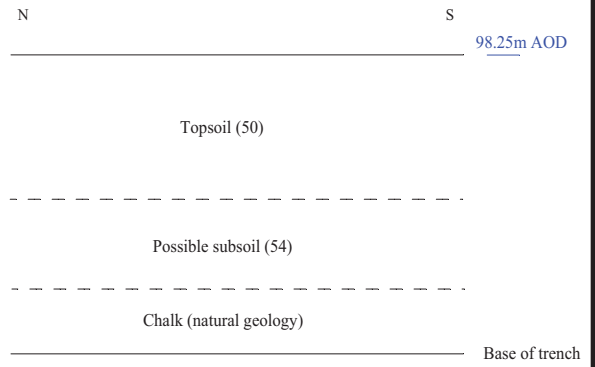 N
S
98.25m AOD
Topsoil (50)
Possible subsoil (54)
Chalk (natural geology)
Base of trench